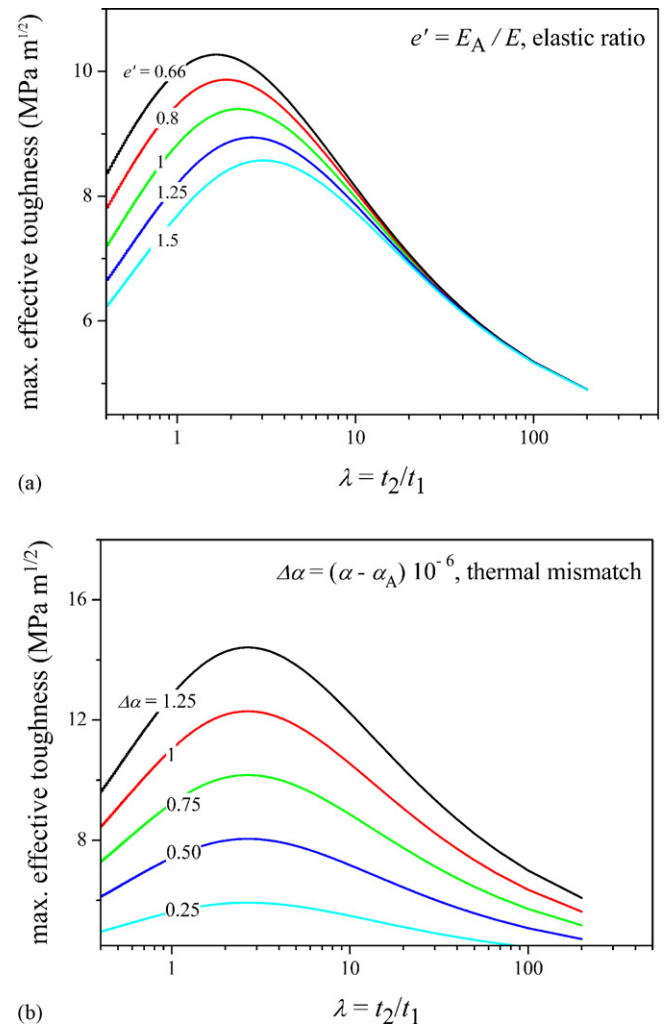 e' = E_A / E, elastic ratio
max. effective toughness (MPa m^1/2)
10
8
6
e' = 0.66
0.8
1
1.25
1.5
1
10
100
(a)
λ = t_2/t_1
Δα = (α - α_A) 10^-6, thermal mismatch
max. effective toughness (MPa m^1/2)
16
12
8
Δα = 1.25
1
0.75
0.50
0.25
1
10
100
(b)
λ = t_2/t_1